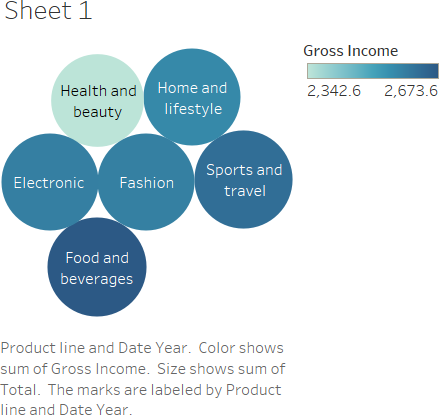 Sheet 1
Gross Income
2,342.6 2,673.6
Health and
beauty
Home and
lifestyle
Electronic
Fashion
Sports and
travel
Food and
beverages
Product line and Date Year.  Color shows
sum of Gross Income.  Size shows sum of
Total.  The marks are labeled by Product
line and Date Year.